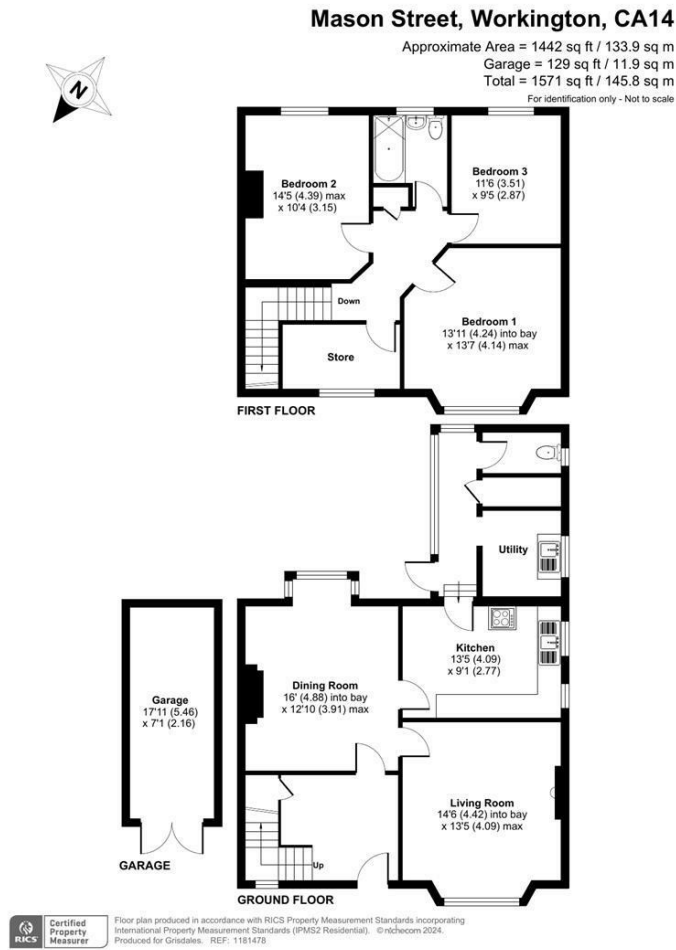 Mason Street, Workington, CA14
Approximate Area = 1442 sq ft / 133.9 sq m
Garage = 129 sq ft / 11.9 sq m
Total = 1571 sq ft / 145.8 sq m
For identification only - Not to scale
N
Bedroom 2
14'5 (4.39) max
x 10'4 (3.15)
Bedroom 3
11'6 (3.51)
x 9'5 (2.87)
Down
Bedroom 1
13'11 (4.24) into bay
x 13'7 (4.14) max
Store
FIRST FLOOR
Utility
Kitchen
13'5 (4.09)
x 9'1 (2.77)
Dining Room
16' (4.88) into bay
x 12'10 (3.91) max
Garage
17'11 (5.46)
x 7'1 (2.16)
Living Room
14'6 (4.42) into bay
x 13'5 (4.09) max
Up
GARAGE
GROUND FLOOR
RICS
Certified
Property
Measurer
Floor plan produced in accordance with RICS Property Measurement Standards incorporating
International Property Measurement Standards (IPMS2 Residential). © ntchecom 2024.
Produced for Grisdales. REF: 1181478